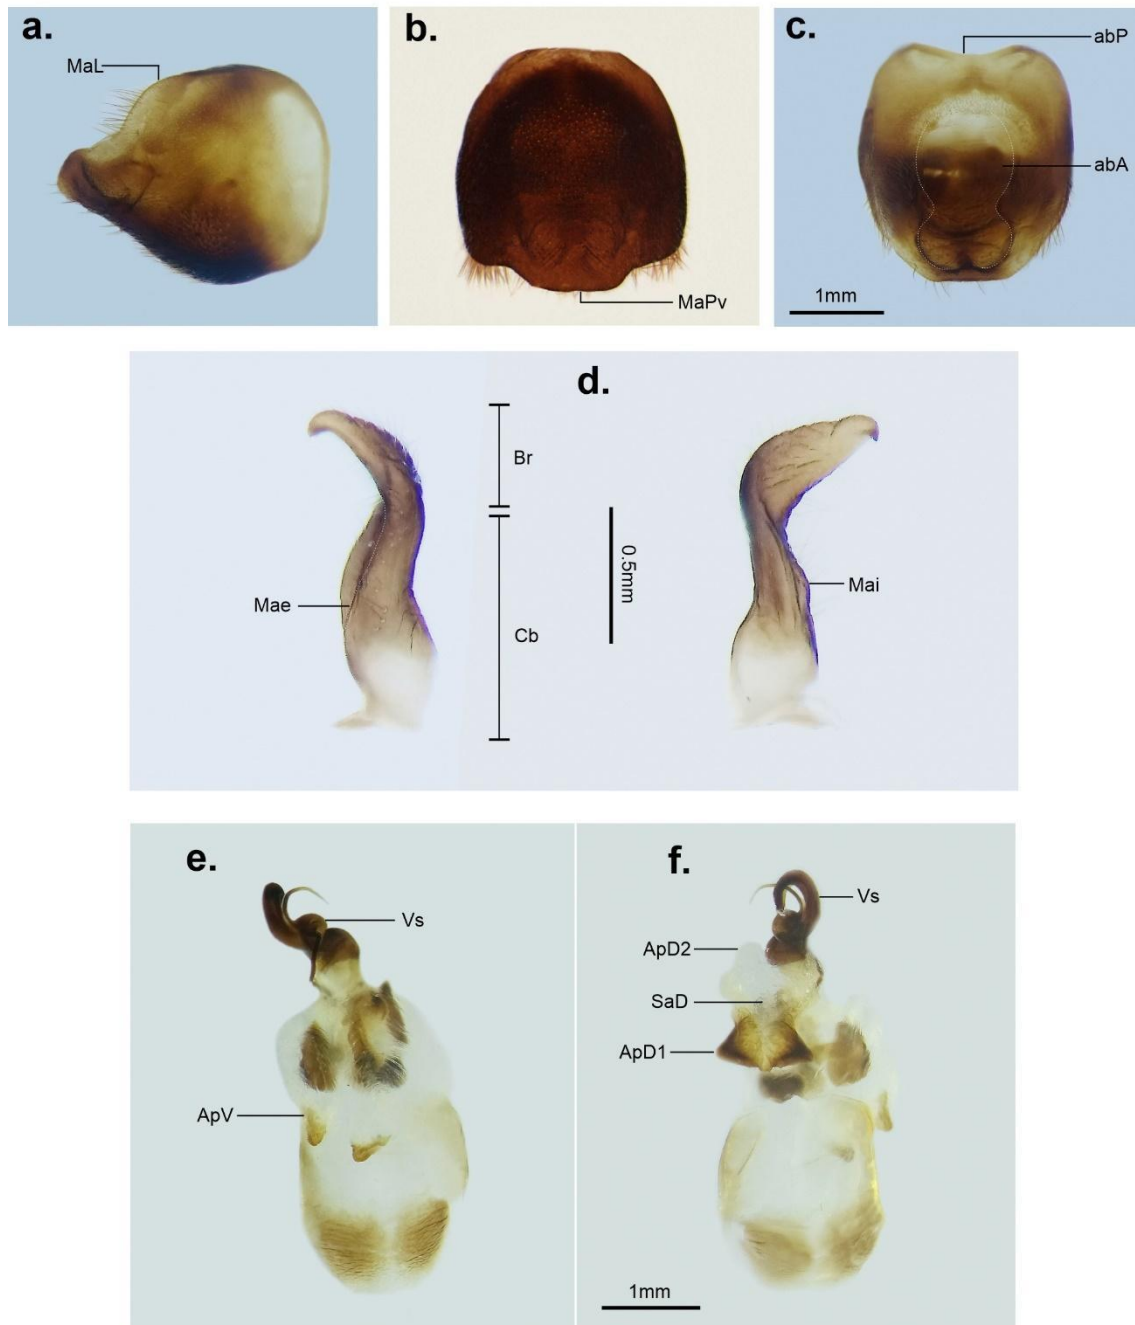 a.
MaL
b.
MaPv
c.
abP
abA
1mm
d.
Br
Mae
Cb
0.5mm
Mai
e.
Vs
ApV
f.
Vs
ApD2
SaD
ApD1
1mm